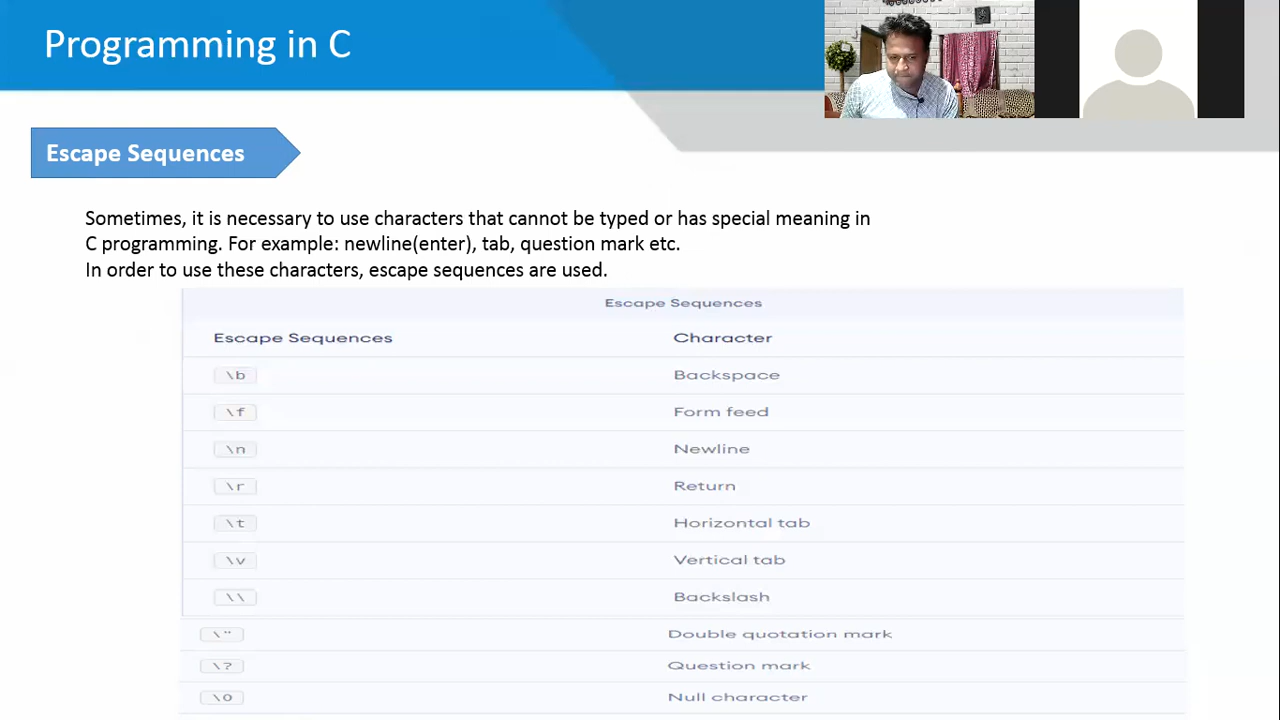 Programming in C
Escape Sequences
Sometimes, it is necessary to use characters that cannot be typed or has special meaning in
C programming. For example: newline(enter), tab, question mark etc.
In order to use these characters, escape sequences are used.
Escape Sequences
Escape Sequences Character
\b Backspace
\f Form feed
\n Newline
\r Return
\t Horizontal tab
\v Vertical tab
\\ Backslash
\" Double quotation mark
\? Question mark
\0 Null character